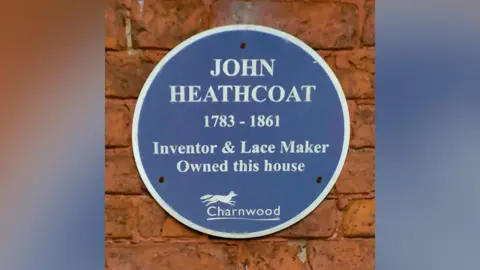 JOHN
HEATHCOAT
1783 - 1861
Inventor & Lace Maker
Owned this house
Charnwood